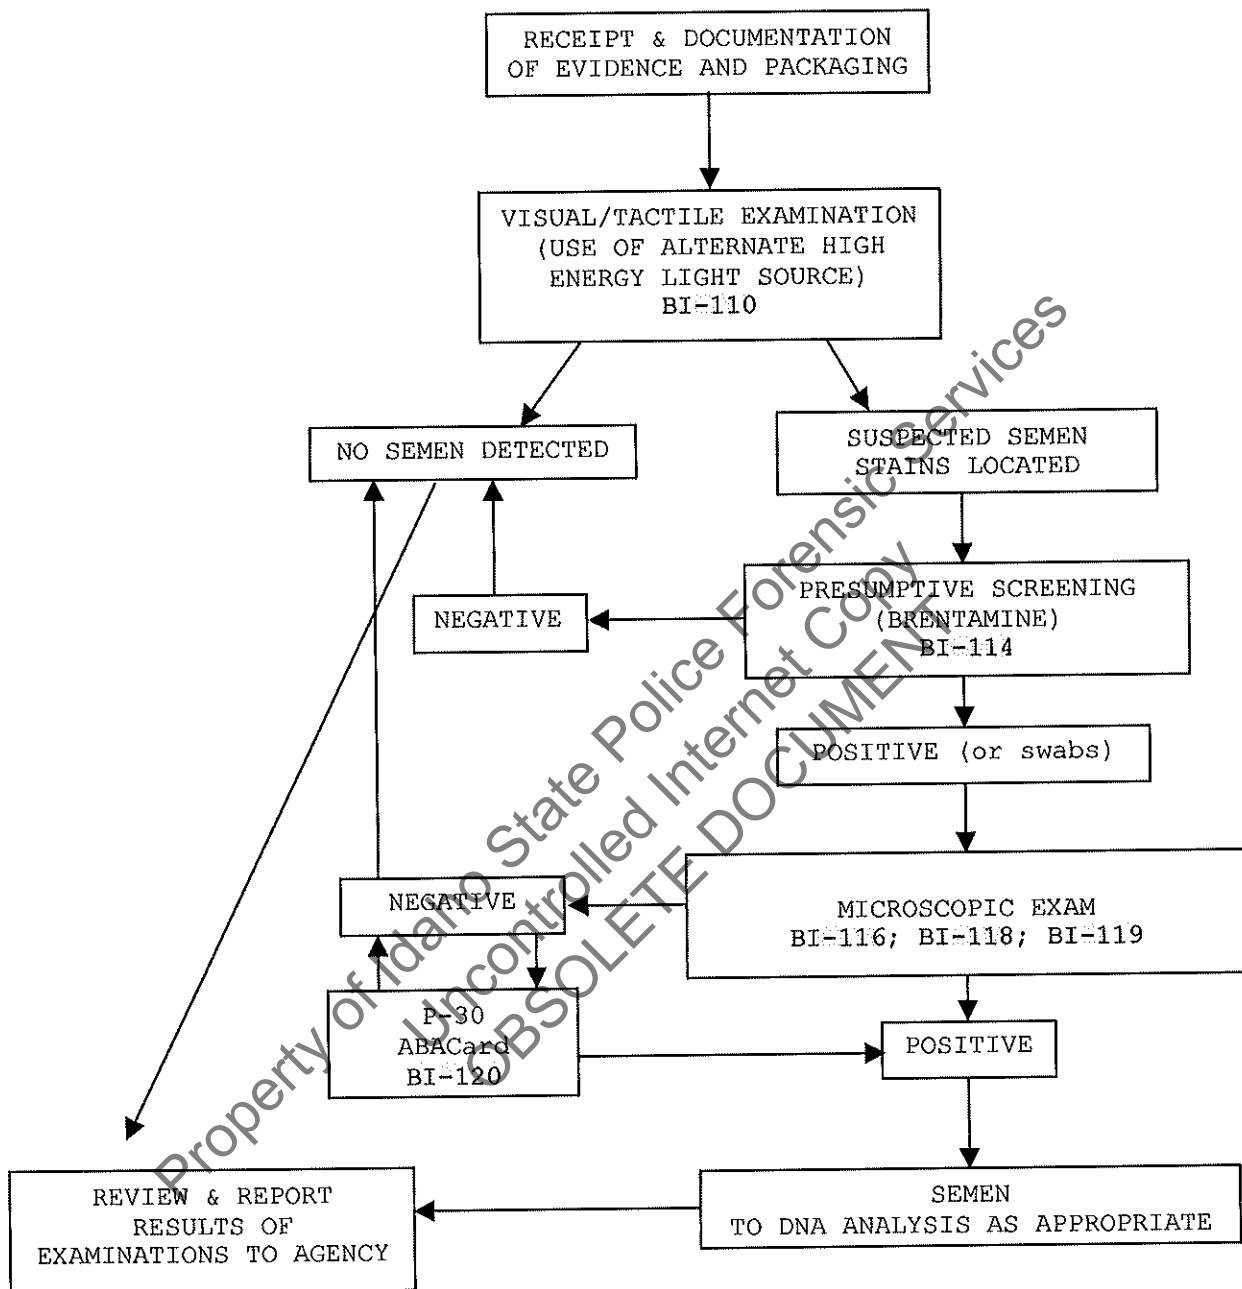 RECEIPT & DOCUMENTATION
OF EVIDENCE AND PACKAGING
VISUAL/TACTILE EXAMINATION
(USE OF ALTERNATE HIGH
ENERGY LIGHT SOURCE)
BI-110
NO SEMEN DETECTED
SUSPECTED SEMEN
STAINS LOCATED
NEGATIVE
PRESUMPTIVE SCREENING
(BRENTAMINE)
BI-114
POSITIVE (or swabs)
NEGATIVE
MICROSCOPIC EXAM
BI-116; BI-118; BI-119
P-30
ABACard
BI-120
POSITIVE
REVIEW & REPORT
RESULTS OF
EXAMINATIONS TO AGENCY
SEMEN
TO DNA ANALYSIS AS APPROPRIATE
Property of Idaho State Police Forensic Services
Uncontrolled Internet Copy
OBSOLETE DOCUMENT